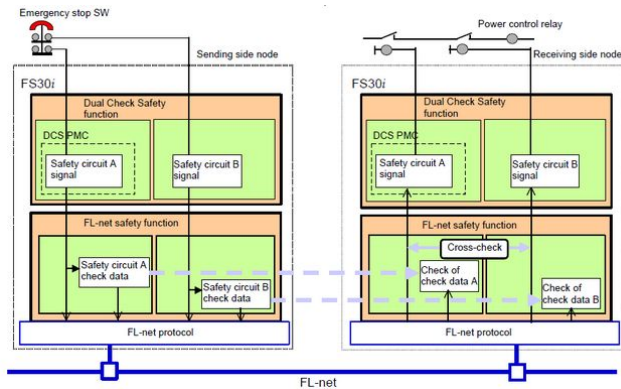 Emergency stop SW
Sending side node
FS30i
Dual Check Safety
function
DCS PMC
Safety circuit A
signal
Safety circuit B
signal
FL-net safety function
Safety circuit A
check data
Safety circuit B
check data
FL-net protocol
Power control relay
Receiving side node
FS30i
Dual Check Safety
function
DCS PMC
Safety circuit A
signal
Safety circuit B
signal
FL-net safety function
Cross-check
Check of
check data A
Check of
check data B
FL-net protocol
FL-net